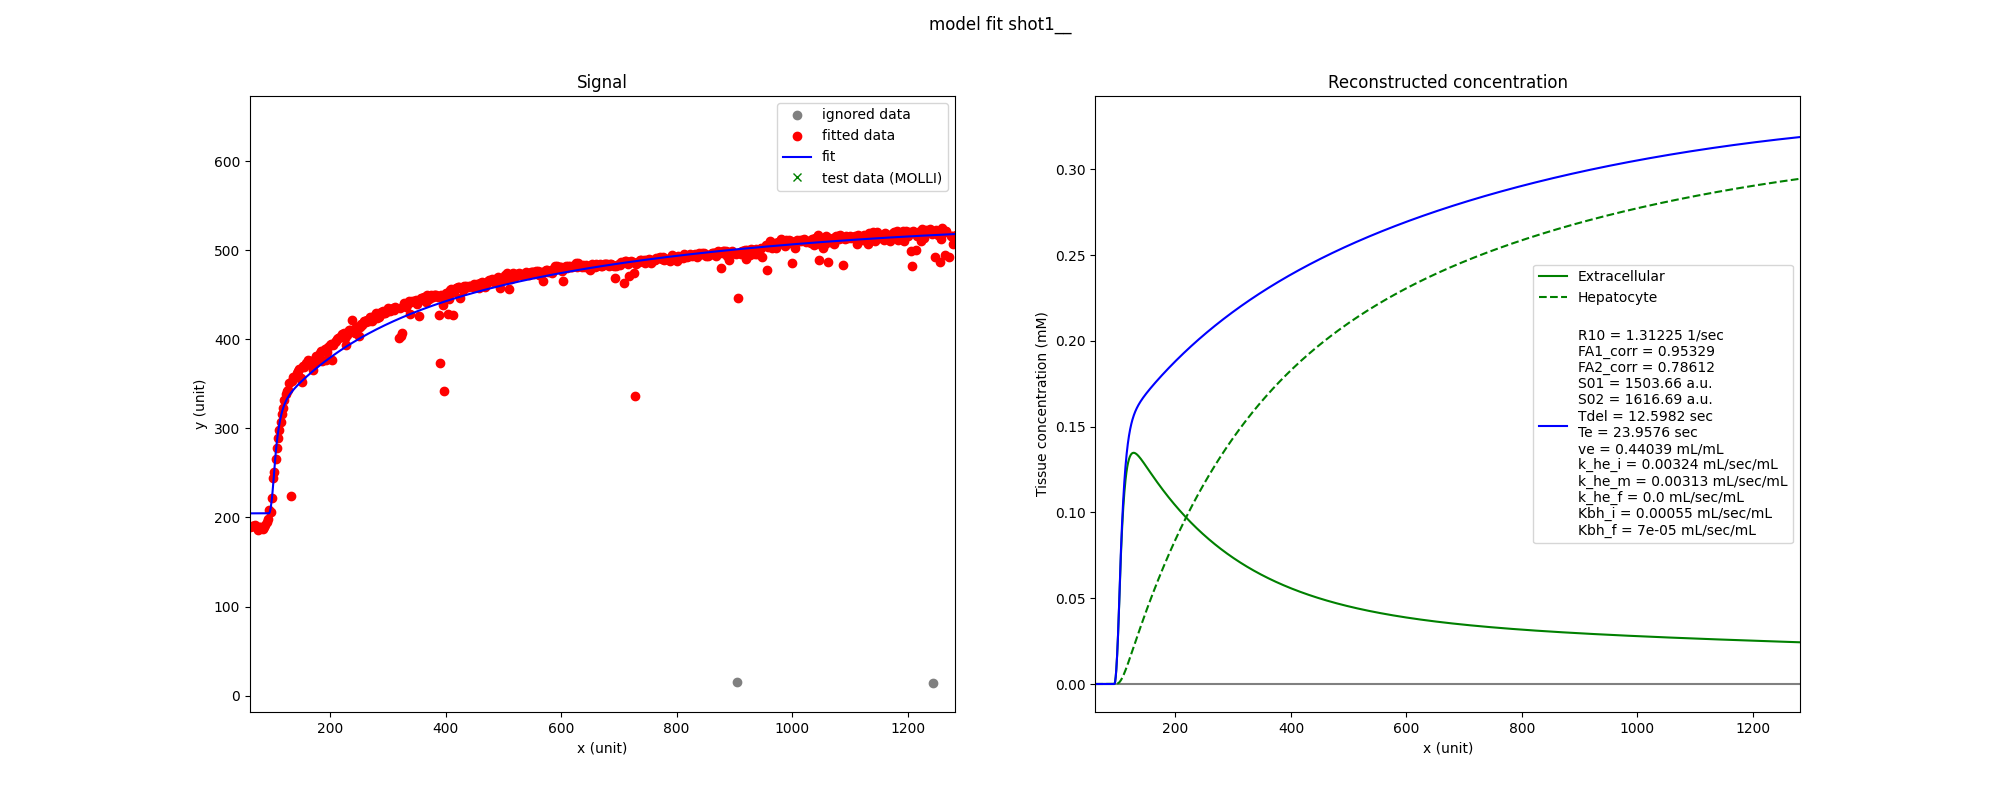 model fit shot1__
Signal
ignored data
fitted data
fit
test data (MOLLI)
600
500
400
300
200
100
0
y (unit)
200
400
600
800
1000
1200
x (unit)
Reconstructed concentration
Extracellular
Hepatocyte
R10 = 1.31225 1/sec
FA1_corr = 0.95329
FA2_corr = 0.78612
S01 = 1503.66 a.u.
S02 = 1616.69 a.u.
Tdel = 12.5982 sec
Te = 23.9576 sec
ve = 0.44039 mL/mL
k_he_i = 0.00324 mL/sec/mL
k_he_m = 0.00313 mL/sec/mL
k_he_f = 0.0 mL/sec/mL
Kbh_i = 0.00055 mL/sec/mL
Kbh_f = 7e-05 mL/sec/mL
0.30
0.25
0.20
0.15
0.10
0.05
0.00
Tissue concentration (mM)
200
400
600
800
1000
1200
x (unit)